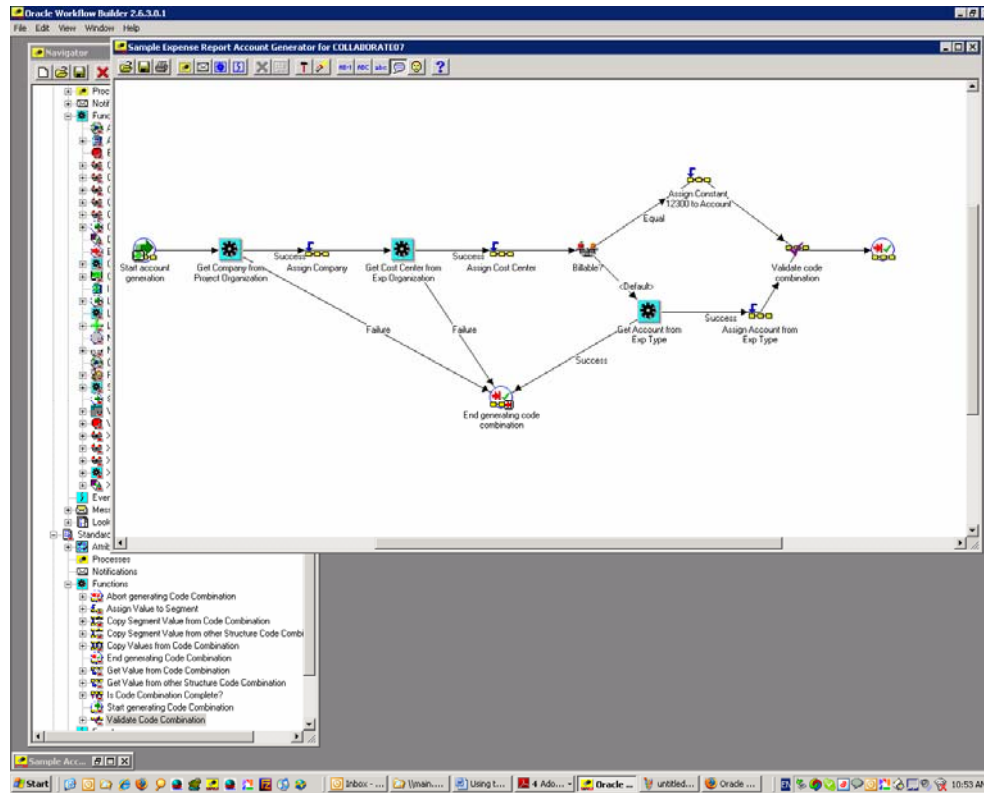 Oracle Workflow Builder 2.6.3.0.1
File Edit View Window Help
Navigator
Sample Expense Report Account Generator for COLLABORATE07
Proc
Notif
Func
Assign Constant
12300 to Account
Equal
Start account
generation
Get Company from
Project Organization
Success
Assign Company
Get Cost Center from
Exp Organization
Success
Assign Cost Center
Billable?
Validate code
combination
<Default>
Failure
Failure
Get Account from
Exp Type
Success
Assign Account from
Exp Type
Success
End generating code
combination
Even
Mess
Look
Standard
Attrib
Processes
Notifications
Functions
Abort generating Code Combination
Assign Value to Segment
Copy Segment Value from Code Combination
Copy Segment Value from other Structure Code Combi
Copy Values from Code Combination
End generating Code Combination
Get Value from Code Combination
Get Value from other Structure Code Combination
Is Code Combination Complete?
Start generating Code Combination
Validate Code Combination
Sample Acc...
Start
Inbox - ...
\\main....
Using t...
4 Ado...
Oracle ...
untitled...
Oracle ...
10:53 AM